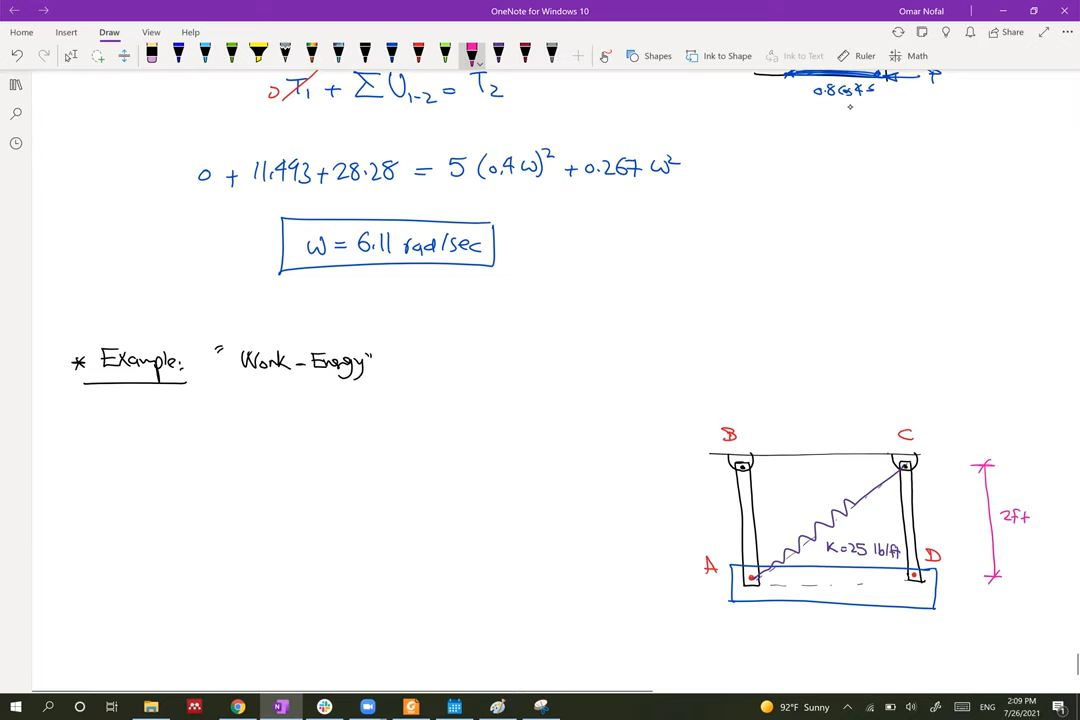 OneNote for Windows 10
Omar Nofal
Home Insert Draw View Help
Share
Shapes Ink to Shape Ink to Text Ruler Math
0 T₁ + ΣU₁₋₂ = T₂
P
0 + 11.493 + 28.28 = 5 (0.4ω)² + 0.267 ω²
ω = 6.11 rad/sec
* Example: "Work - Energy"
B C
2ft
K=25 lb/ft
A D
92°F Sunny
ENG
2:09 PM
7/26/2021